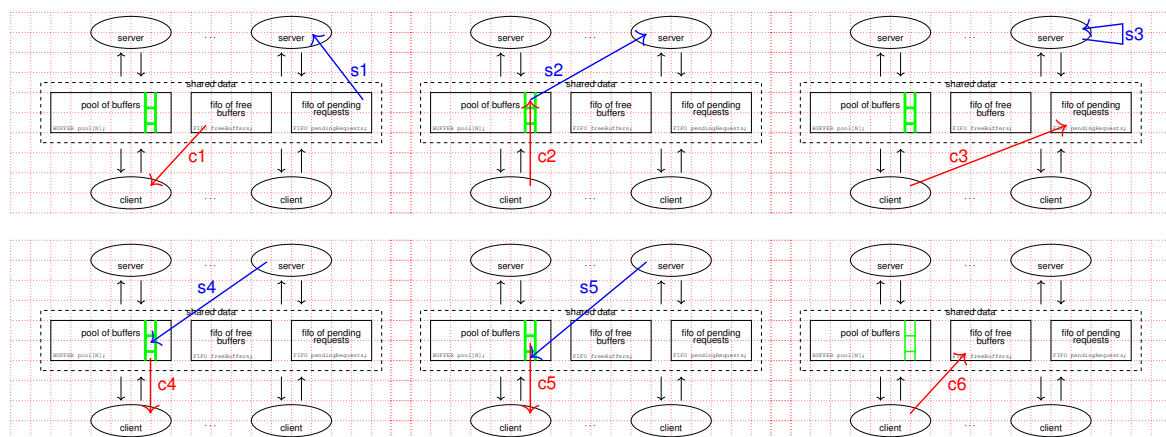 server ... server s1
shared data
pool of buffers fifo of free buffers fifo of pending requests
BUFFER pool[N]; FIFO freeBuffers; FIFO pendingRequests;
c1
client ... client
server ... server
s2
shared data
pool of buffers fifo of free buffers fifo of pending requests
BUFFER pool[N]; FIFO freeBuffers; FIFO pendingRequests;
c2
client ... client
server ... server s3
shared data
pool of buffers fifo of free buffers fifo of pending requests
BUFFER pool[N]; FIFO freeBuffers; FIFO pendingRequests;
c3
client ... client
server ... server
s4
shared data
pool of buffers fifo of free buffers fifo of pending requests
BUFFER pool[N]; FIFO freeBuffers; FIFO pendingRequests;
c4
client ... client
server ... server
s5
shared data
pool of buffers fifo of free buffers fifo of pending requests
BUFFER pool[N]; FIFO freeBuffers; FIFO pendingRequests;
c5
client ... client
server ... server
shared data
pool of buffers fifo of free buffers fifo of pending requests
BUFFER pool[N]; FIFO freeBuffers; FIFO pendingRequests;
c6
client ... client